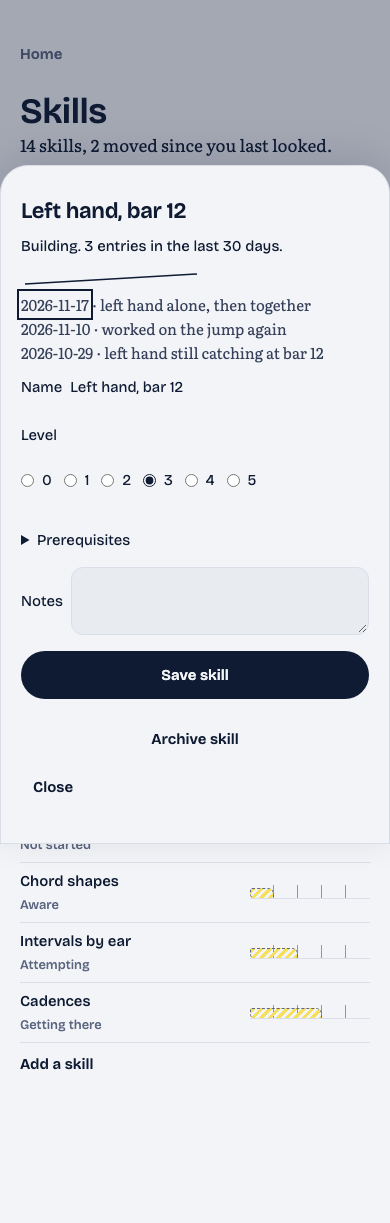 Home
Skills
14 skills, 2 moved since you last looked.
Left hand, bar 12
Building. 3 entries in the last 30 days.
2026-11-17 · left hand alone, then together
2026-11-10 · worked on the jump again
2026-10-29 · left hand still catching at bar 12
Name Left hand, bar 12
Level
0 1 2 3 4 5
Prerequisites
Notes
Save skill
Archive skill
Close
Not started
Chord shapes
Aware
Intervals by ear
Attempting
Cadences
Getting there
Add a skill